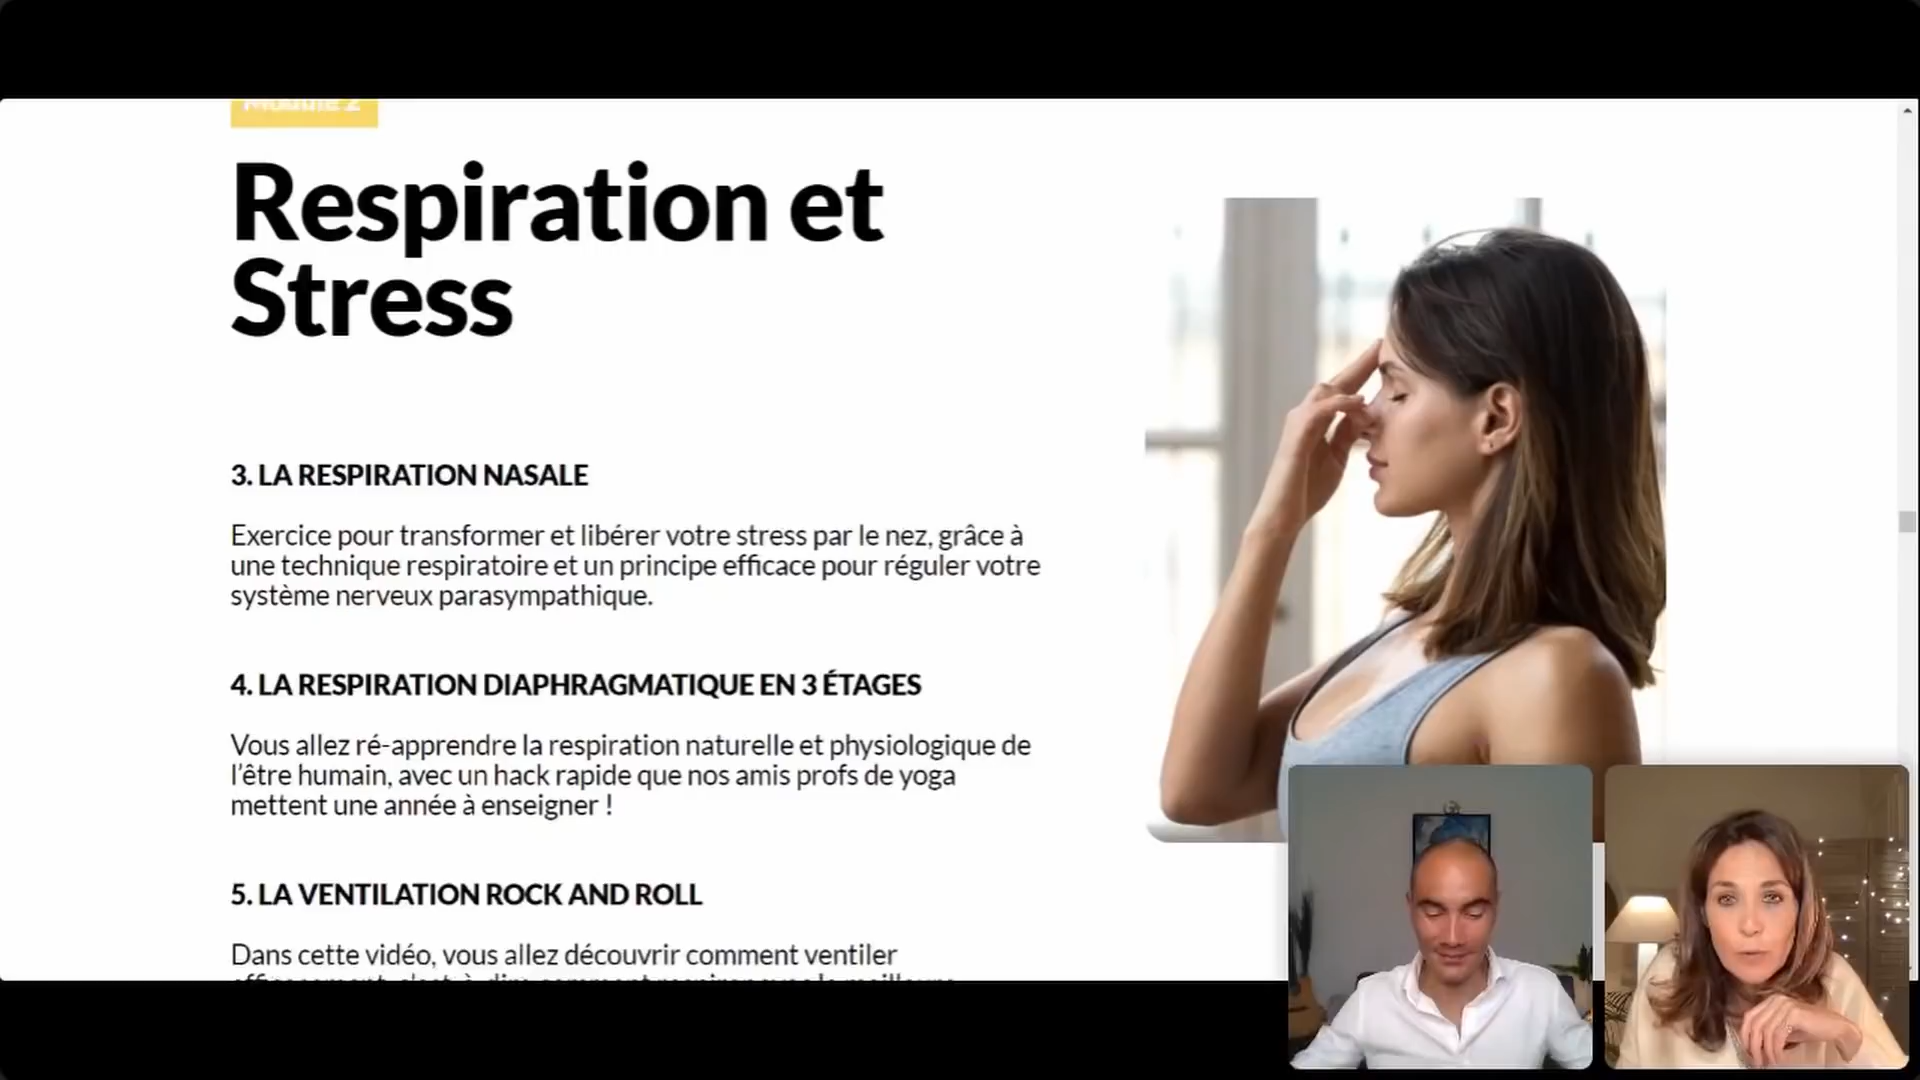 Module 2
Respiration et
Stress
3. LA RESPIRATION NASALE
Exercice pour transformer et libérer votre stress par le nez, grâce à
une technique respiratoire et un principe efficace pour réguler votre
système nerveux parasympathique.
4. LA RESPIRATION DIAPHRAGMATIQUE EN 3 ÉTAGES
Vous allez ré-apprendre la respiration naturelle et physiologique de
l'être humain, avec un hack rapide que nos amis profs de yoga
mettent une année à enseigner !
5. LA VENTILATION ROCK AND ROLL
Dans cette vidéo, vous allez découvrir comment ventiler